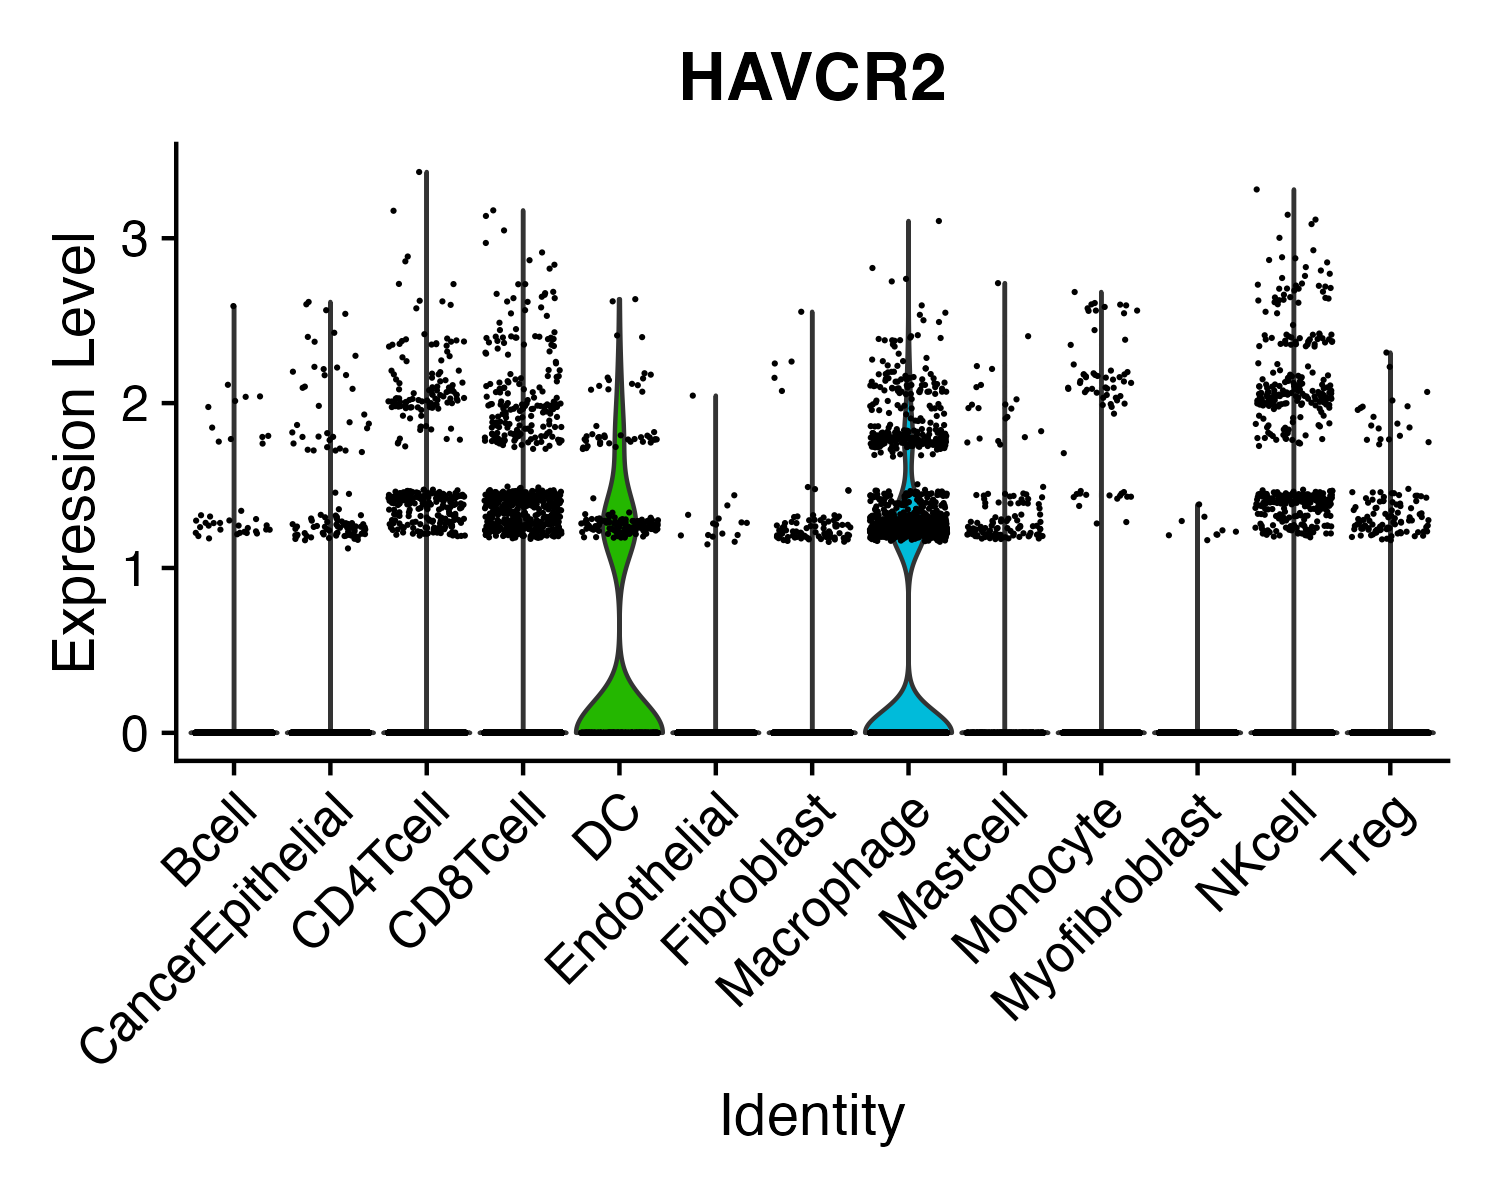 HAVCR2
Expression Level
3
2
1
0
Bcell
CancerEpithelial
CD4Tcell
CD8Tcell
DC
Endothelial
Fibroblast
Macrophage
Mastcell
Monocyte
Myofibroblast
NKcell
Treg
Identity